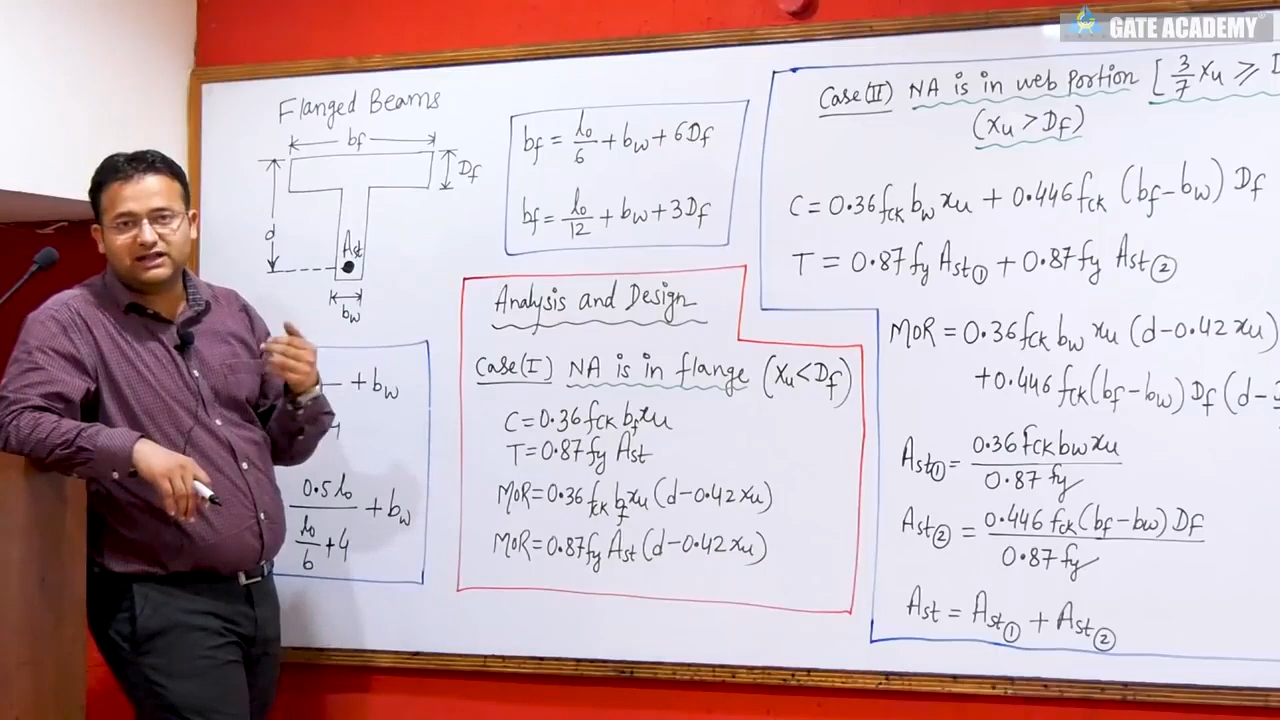 GATE ACADEMY
Flanged Beams
bf
Df
d
Ast
bw
bf = lo/6 + bw + 6Df
bf = lo/12 + bw + 3Df
+ bw
0.5 lo / (lo/6 + 4) + bw
Analysis and Design
Case(I) NA is in flange (xu < Df)
C = 0.36 fck bf xu
T = 0.87 fy Ast
MOR = 0.36 fck bf xu (d - 0.42 xu)
MOR = 0.87 fy Ast (d - 0.42 xu)
Case(II) NA is in web portion [3/7 xu ≥ D
(xu > Df)
C = 0.36 fck bw xu + 0.446 fck (bf - bw) Df
T = 0.87 fy Ast① + 0.87 fy Ast②
MOR = 0.36 fck bw xu (d - 0.42 xu)
+ 0.446 fck (bf - bw) Df (d -
Ast① = 0.36 fck bw xu / 0.87 fy
Ast② = 0.446 fck (bf - bw) Df / 0.87 fy
Ast = Ast① + Ast②